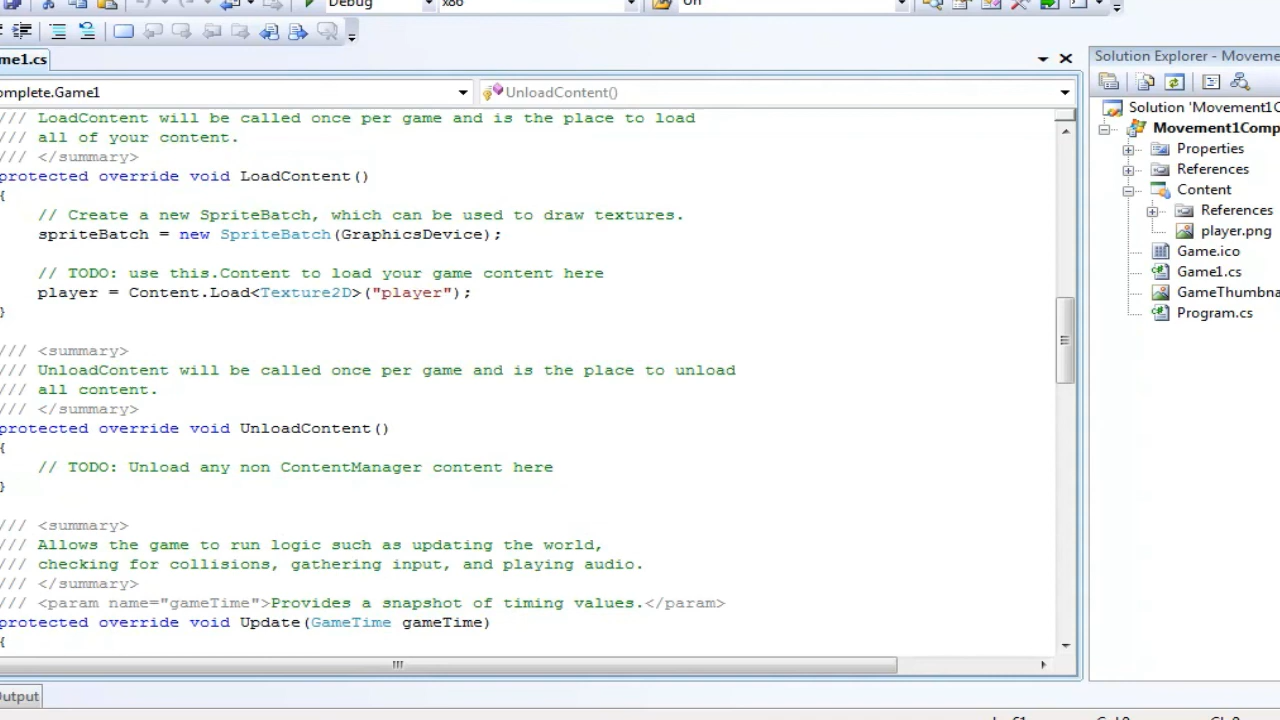 Debug
x86
me1.cs
Solution Explorer - Moveme
omplete.Game1
UnloadContent()
/// LoadContent will be called once per game and is the place to load
/// all of your content.
/// </summary>
protected override void LoadContent()
{
// Create a new SpriteBatch, which can be used to draw textures.
spriteBatch = new SpriteBatch(GraphicsDevice);
// TODO: use this.Content to load your game content here
player = Content.Load<Texture2D>("player");
}
/// <summary>
/// UnloadContent will be called once per game and is the place to unload
/// all content.
/// </summary>
protected override void UnloadContent()
{
// TODO: Unload any non ContentManager content here
}
/// <summary>
/// Allows the game to run logic such as updating the world,
/// checking for collisions, gathering input, and playing audio.
/// </summary>
/// <param name="gameTime">Provides a snapshot of timing values.</param>
protected override void Update(GameTime gameTime)
{
Solution 'Movement1C
Movement1Comp
Properties
References
Content
References
player.png
Game.ico
Game1.cs
GameThumbna
Program.cs
Output